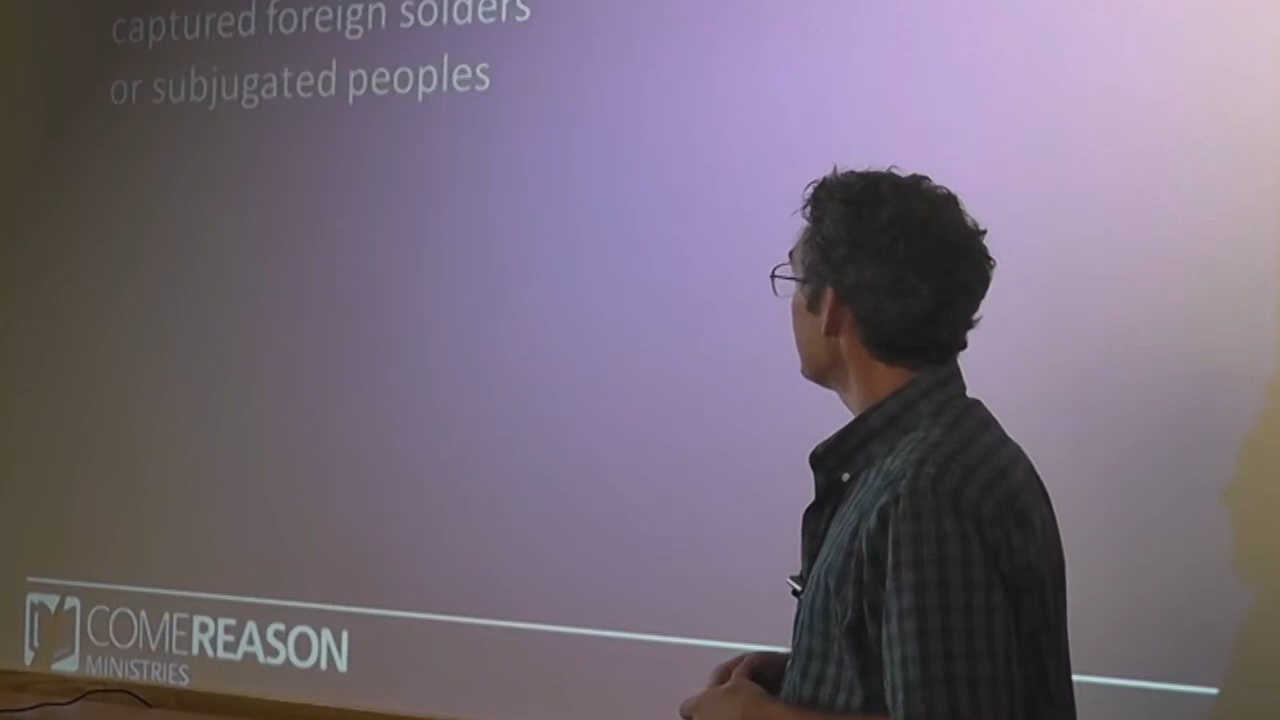 captured foreign solders
or subjugated peoples
COMEREASON
MINISTRIES